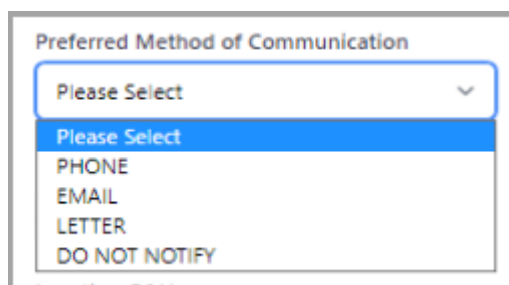 Preferred Method of Communication
Please Select
Please Select
PHONE
EMAIL
LETTER
DO NOT NOTIFY